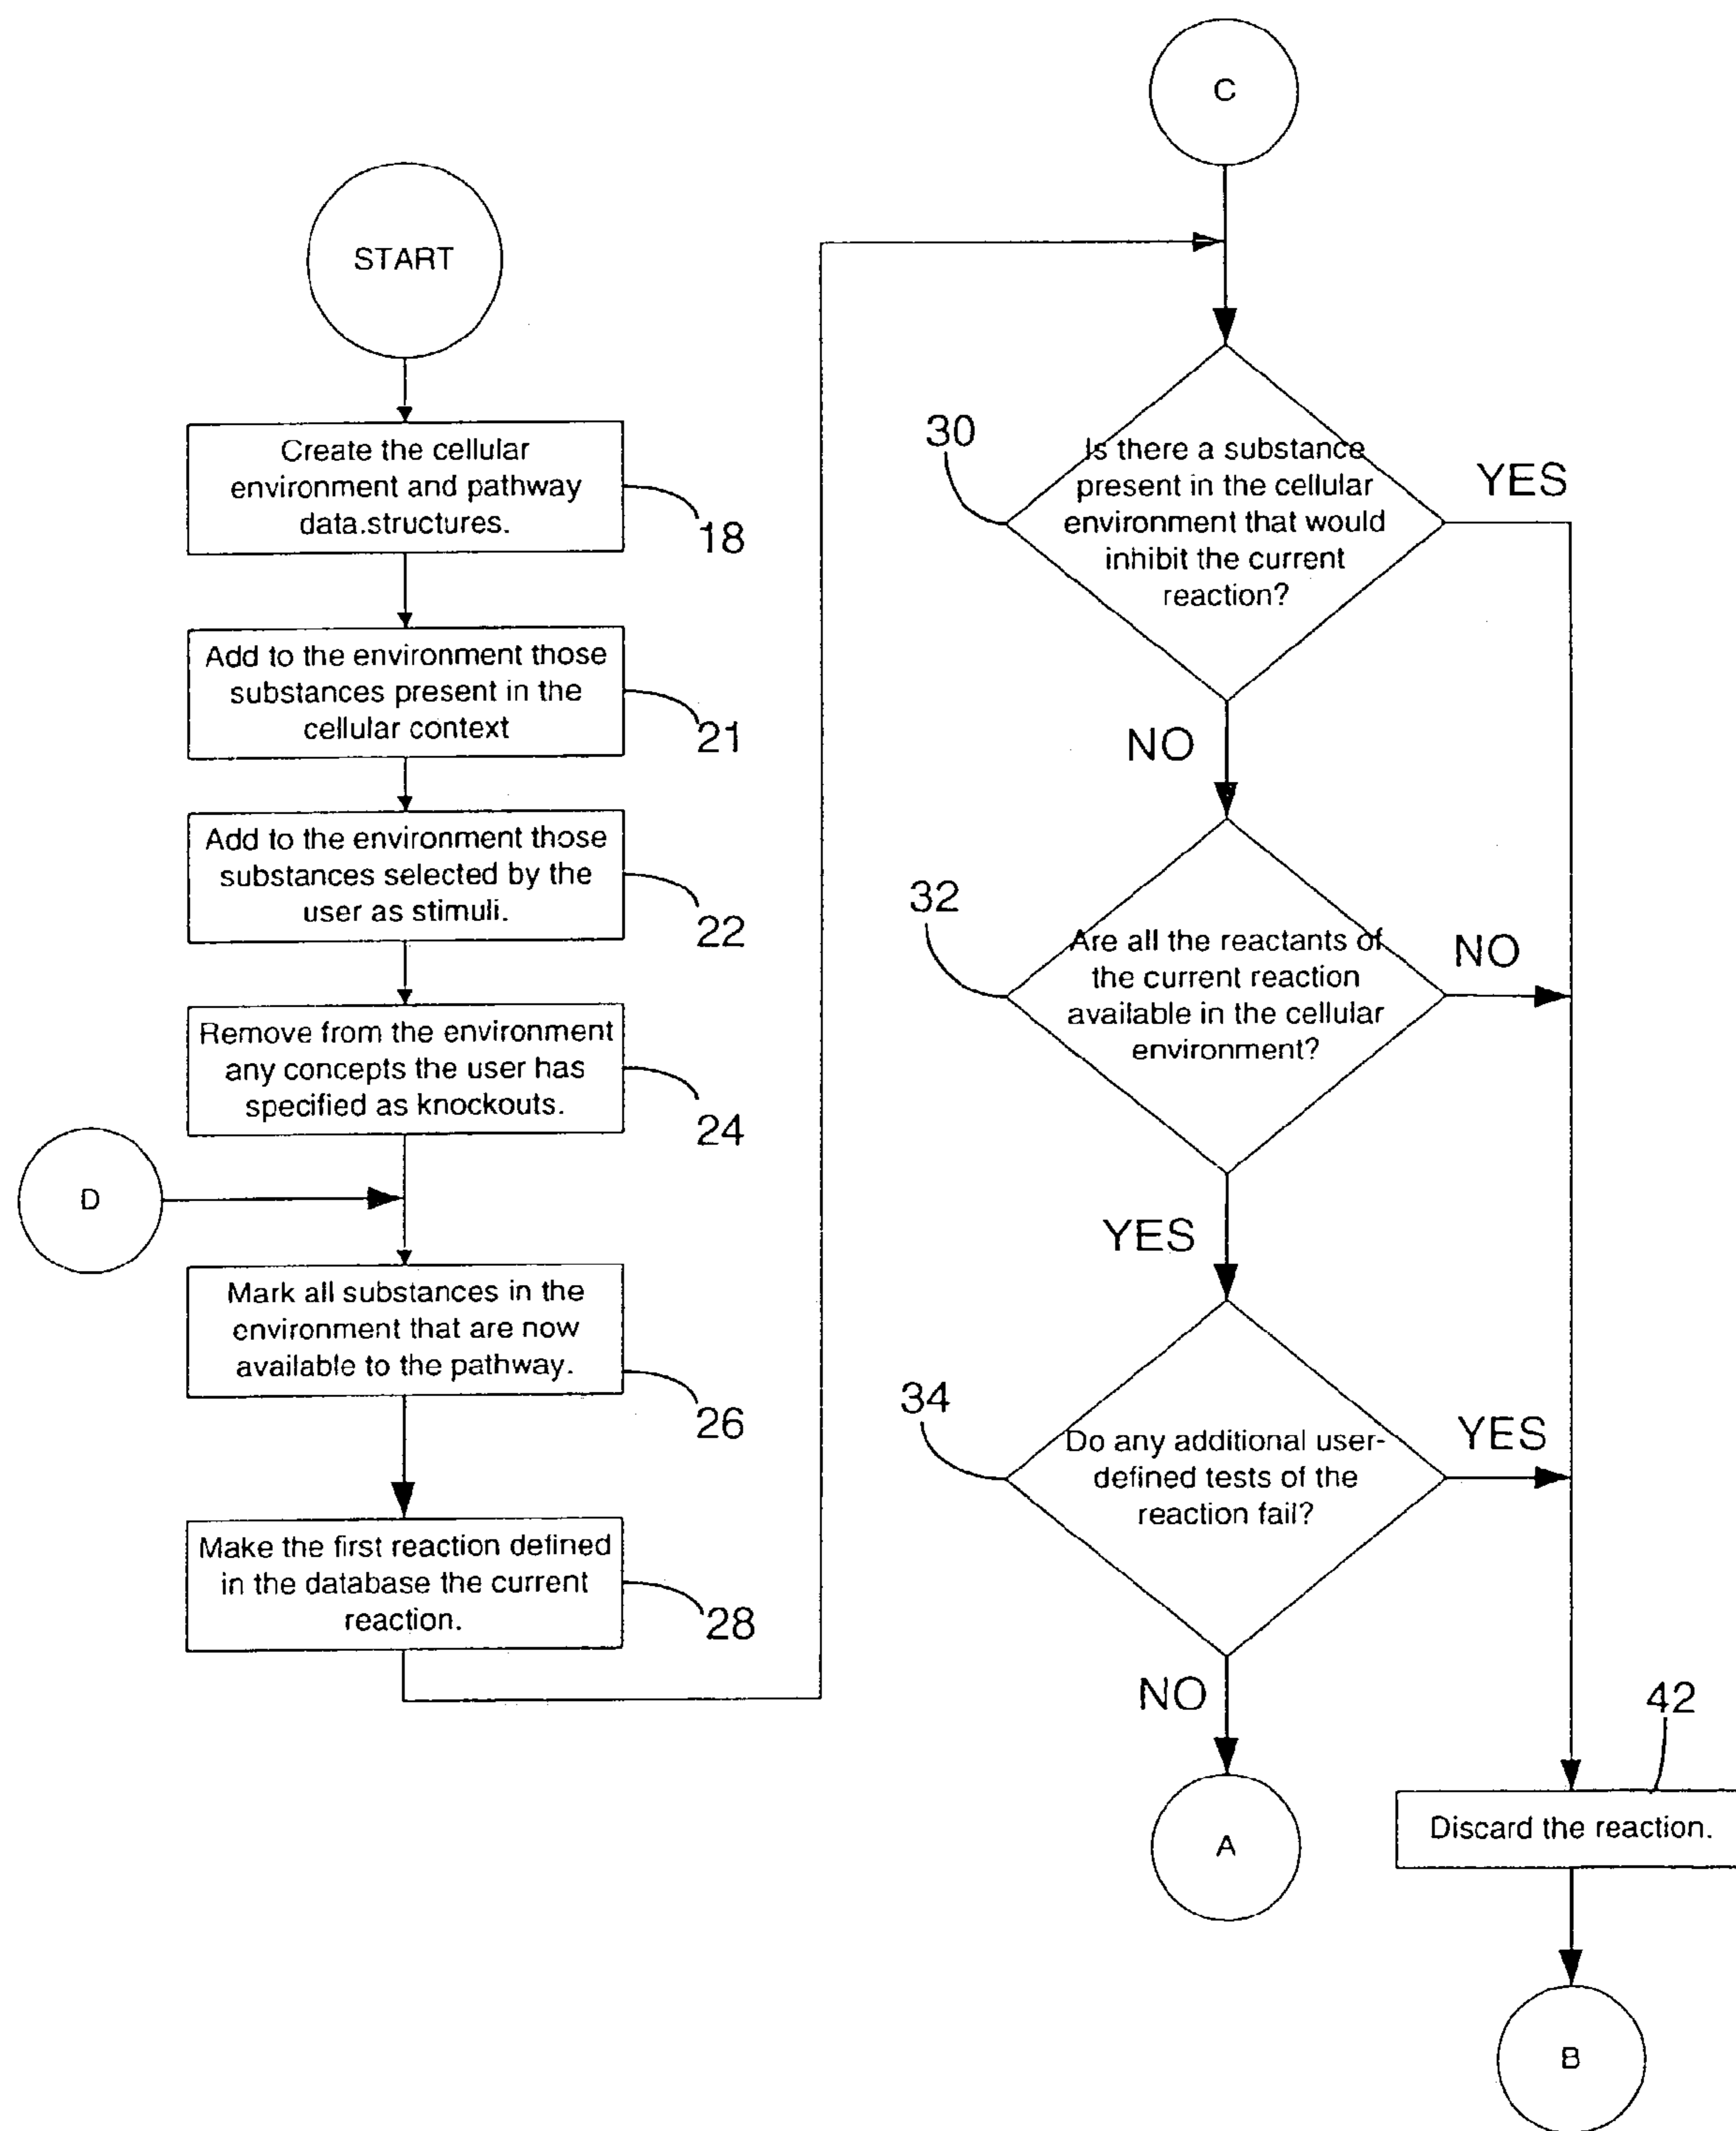 START
Create the cellular
environment and pathway
data.structures.
18
Add to the environment those
substances present in the
cellular context
21
Add to the environment those
substances selected by the
user as stimuli.
22
Remove from the environment
any concepts the user has
specified as knockouts.
24
D
Mark all substances in the
environment that are now
available to the pathway.
26
Make the first reaction defined
in the database the current
reaction.
28
C
30
Is there a substance
present in the cellular
environment that would
inhibit the current
reaction?
YES
NO
32
Are all the reactants of
the current reaction
available in the cellular
environment?
NO
YES
34
Do any additional user-
defined tests of the
reaction fail?
YES
NO
A
42
Discard the reaction.
B